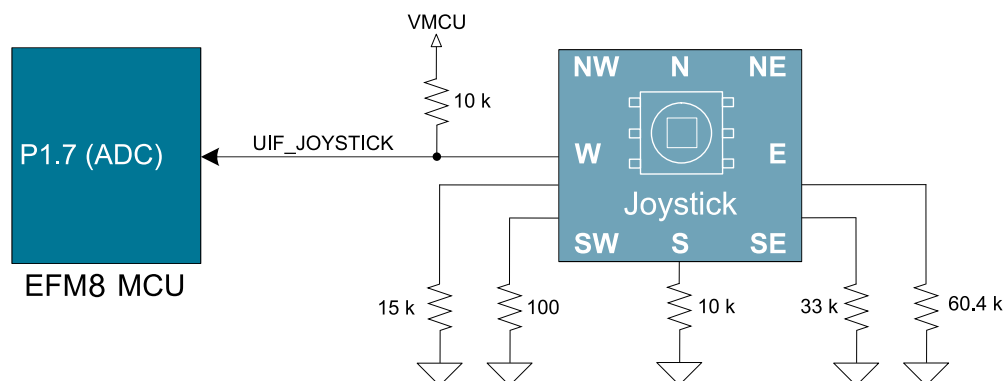 VMCU
NW N NE
10 k
P1.7 (ADC)
UIF_JOYSTICK
W E
Joystick
SW S SE
EFM8 MCU
15 k
100
10 k
33 k
60.4 k